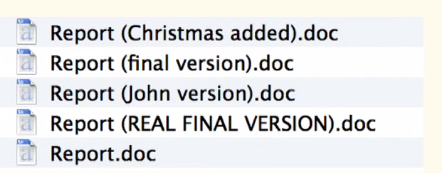 Report (Christmas added).doc
Report (final version).doc
Report (John version).doc
Report (REAL FINAL VERSION).doc
Report.doc